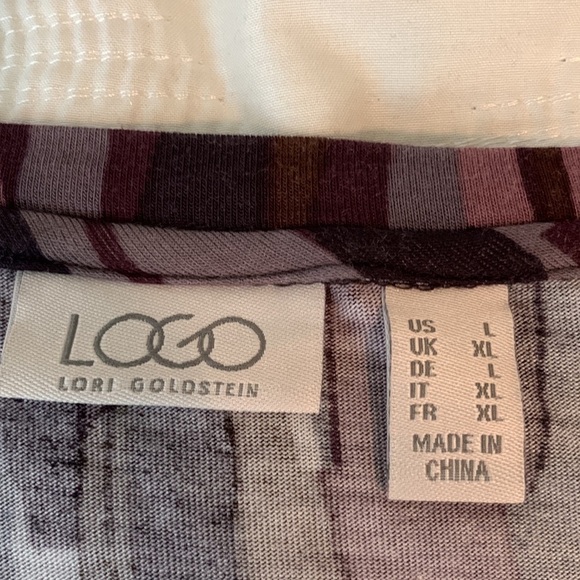 LOGO
LORI GOLDSTEIN
US L
UK XL
DE L
IT XL
FR XL
MADE IN
CHINA